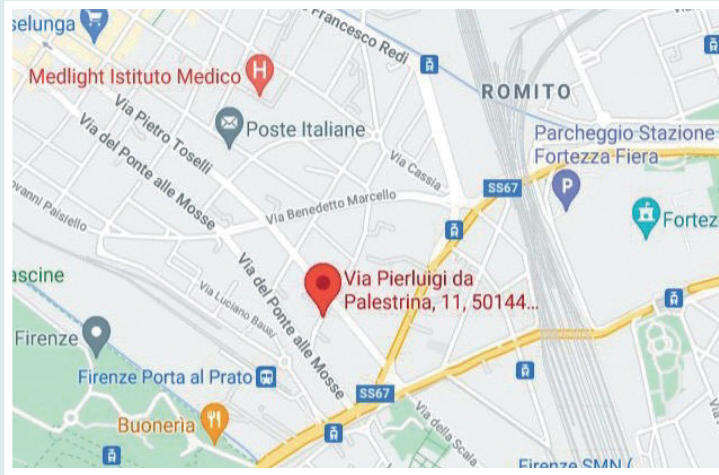 selunga
Francesco Redi
ROMITO
Medlight Istituto Medico
H
Via Pietro Toselli
Poste Italiane
Parcheggio Stazione
Fortezza Fiera
P
Via del Ponte alle Mosse
Via Cassia
SS67
Via Benedetto Marcello
Fortez
ovanni Paisiello
ascine
Via Pierluigi da
Palestrina, 11, 50144...
Via Luciano Bausi
Via del Ponte alle Mosse
Firenze
Firenze Porta al Prato
SS67
Buoneria
Via della Scala
Firenze SMN (